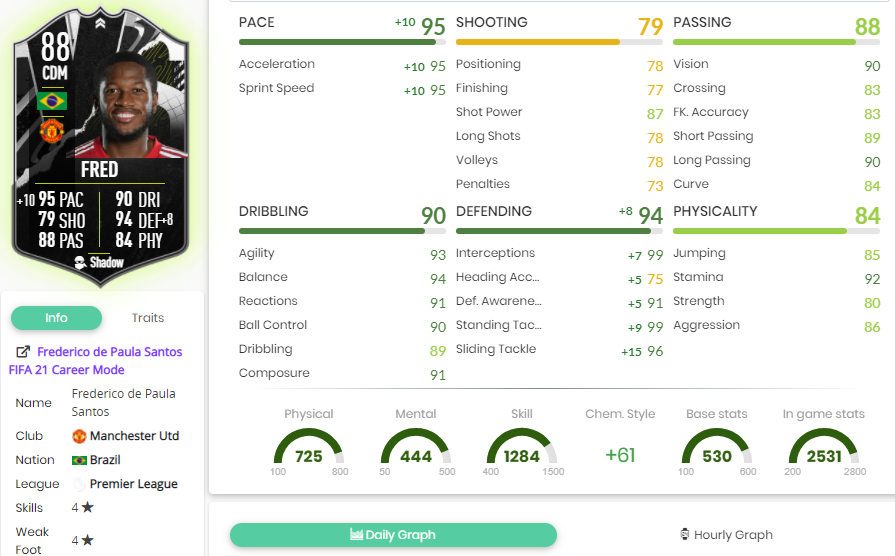 88
CDM
FRED
+10 95 PAC 90 DRI
79 SHO 94 DEF+8
88 PAS 84 PHY
Shadow
Info Traits
Frederico de Paula Santos
FIFA 21 Career Mode
Name Frederico de Paula
Santos
Club Manchester Utd
Nation Brazil
League Premier League
Skills 4★
Weak
Foot 4★
PACE +10 95
Acceleration +10 95
Sprint Speed +10 95
SHOOTING 79
Positioning 78
Finishing 77
Shot Power 87
Long Shots 78
Volleys 78
Penalties 73
PASSING 88
Vision 90
Crossing 83
FK. Accuracy 83
Short Passing 89
Long Passing 90
Curve 84
DRIBBLING 90
Agility 93
Balance 94
Reactions 91
Ball Control 90
Dribbling 89
Composure 91
DEFENDING +8 94
Interceptions +7 99
Heading Acc... +5 75
Def. Awarene... +5 91
Standing Tac... +9 99
Sliding Tackle +15 96
PHYSICALITY 84
Jumping 85
Stamina 92
Strength 80
Aggression 86
Physical
725
100 800
Mental
444
50 500
Skill
1284
400 1500
Chem. Style
+61
Base stats
530
100 600
In game stats
2531
200 2800
Daily Graph Hourly Graph